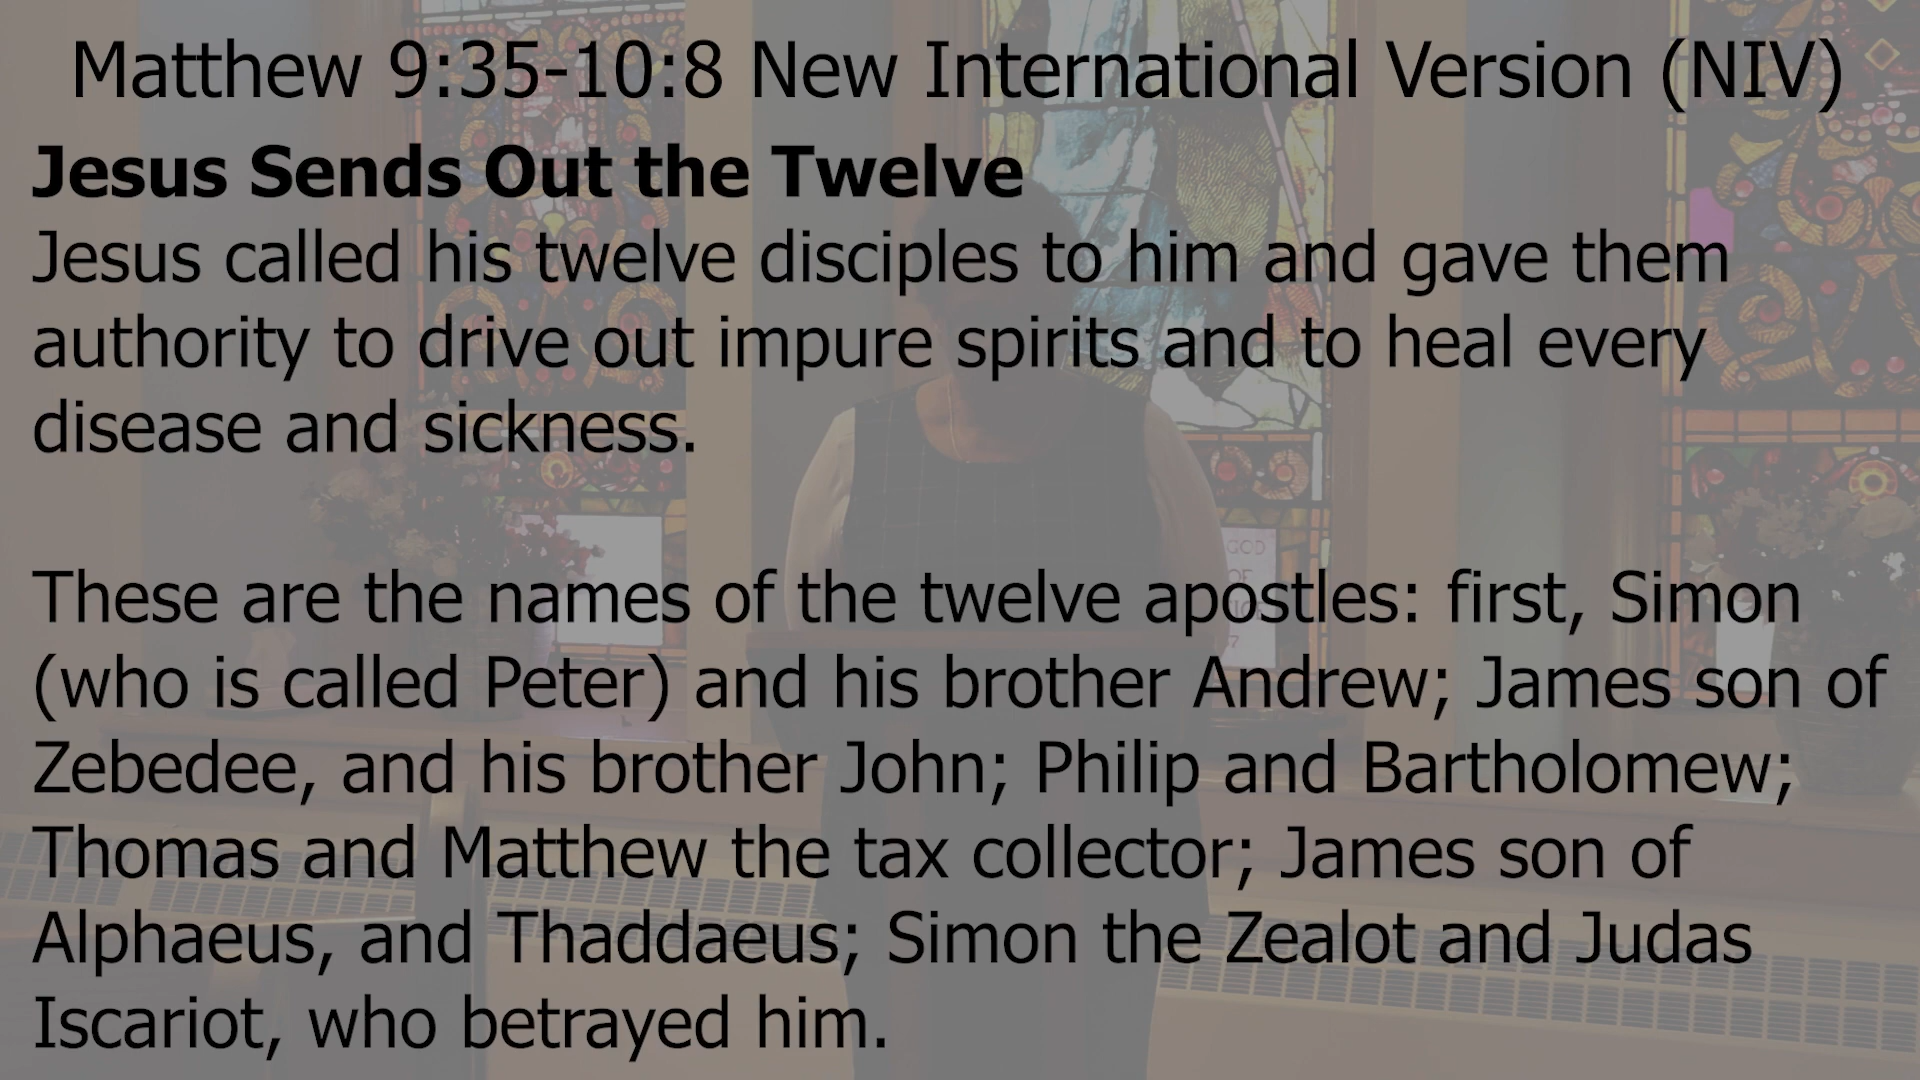 Matthew 9:35-10:8 New International Version (NIV)
Jesus Sends Out the Twelve
Jesus called his twelve disciples to him and gave them
authority to drive out impure spirits and to heal every
disease and sickness.
These are the names of the twelve apostles: first, Simon
(who is called Peter) and his brother Andrew; James son of
Zebedee, and his brother John; Philip and Bartholomew;
Thomas and Matthew the tax collector; James son of
Alphaeus, and Thaddaeus; Simon the Zealot and Judas
Iscariot, who betrayed him.
GOD
OF
7